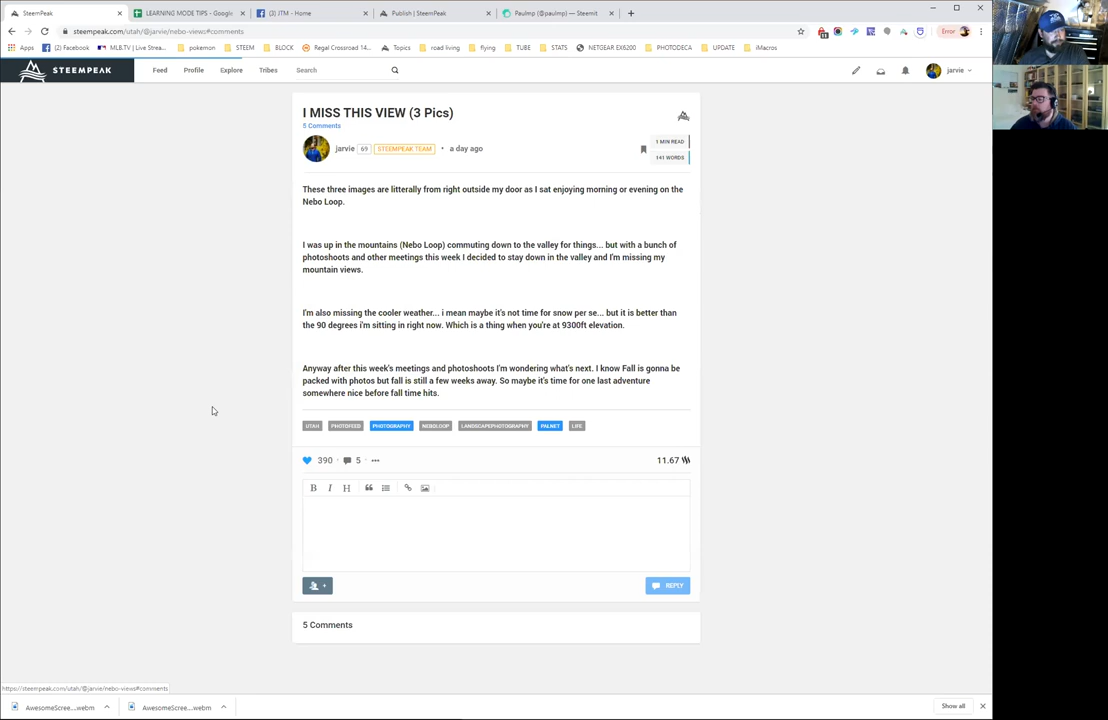 SteemPeak
LEARNING MODE TIPS - Google
(3) JTM - Home
Publish | SteemPeak
Paulmp (@paulmp) — Steemit
steempeak.com/utah/@jarvie/nebo-views#comments
Error
Apps
(2) Facebook
MLB.TV | Live Strea...
pokemon
STEEM
BLOCK
Regal Crossroad 14...
Topics
road living
flying
TUBE
STATS
NETGEAR EX6200
PHOTODECA
UPDATE
iMacros
STEEMPEAK
Feed
Profile
Explore
Tribes
Search
jarvie
I MISS THIS VIEW (3 Pics)
5 Comments
jarvie 69 STEEMPEAK TEAM • a day ago
1 MIN READ
141 WORDS
These three images are litterally from right outside my door as I sat enjoying morning or evening on the
Nebo Loop.
I was up in the mountains (Nebo Loop) commuting down to the valley for things... but with a bunch of
photoshoots and other meetings this week I decided to stay down in the valley and I'm missing my
mountain views.
I'm also missing the cooler weather... i mean maybe it's not time for snow per se... but it is better than
the 90 degrees i'm sitting in right now. Which is a thing when you're at 9300ft elevation.
Anyway after this week's meetings and photoshoots I'm wondering what's next. I know Fall is gonna be
packed with photos but fall is still a few weeks away. So maybe it's time for one last adventure
somewhere nice before fall time hits.
UTAH
PHOTOFEED
PHOTOGRAPHY
NEBOLOOP
LANDSCAPEPHOTOGRAPHY
PALNET
LIFE
390 · 5 · •••
11.67
B I H
+
REPLY
5 Comments
https://steempeak.com/utah/@jarvie/nebo-views#comments
AwesomeScree....webm
AwesomeScree....webm
Show all